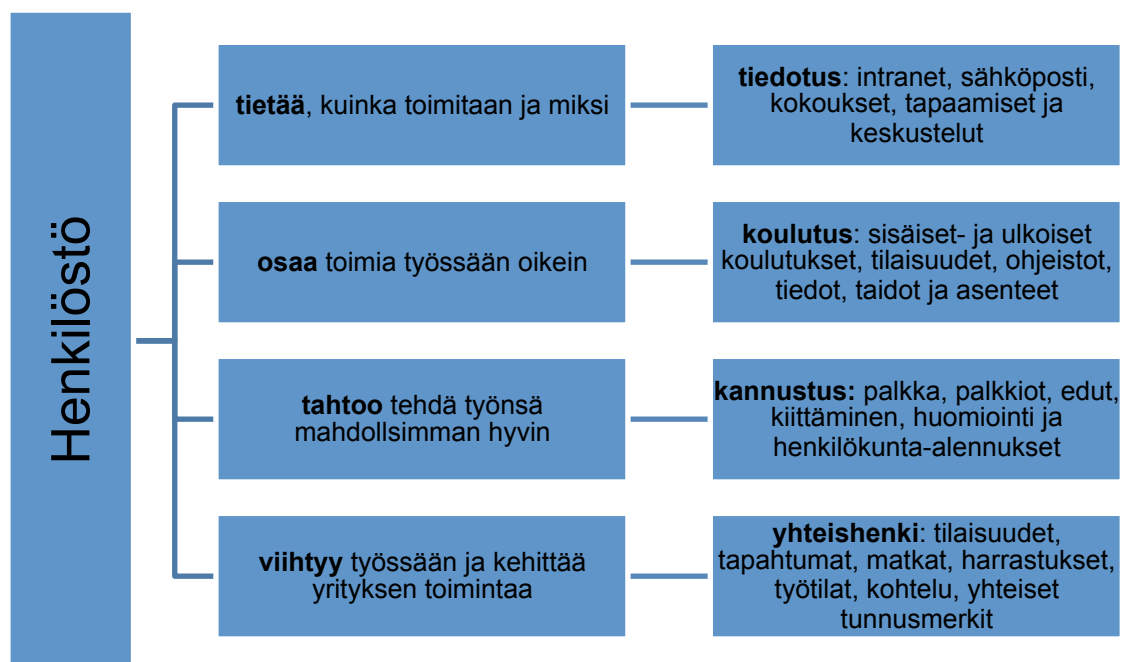 Henkilöstö
tietää, kuinka toimitaan ja miksi
tiedotus: intranet, sähköposti,
kokoukset, tapaamiset ja
keskustelut
osaa toimia työssään oikein
koulutus: sisäiset- ja ulkoiset
koulutukset, tilaisuudet, ohjeistot,
tiedot, taidot ja asenteet
tahtoo tehdä työnsä
mahdollsimman hyvin
kannustus: palkka, palkkiot, edut,
kiittäminen, huomiointi ja
henkilökunta-alennukset
viihtyy työssään ja kehittää
yrityksen toimintaa
yhteishenki: tilaisuudet,
tapahtumat, matkat, harrastukset,
työtilat, kohtelu, yhteiset
tunnusmerkit